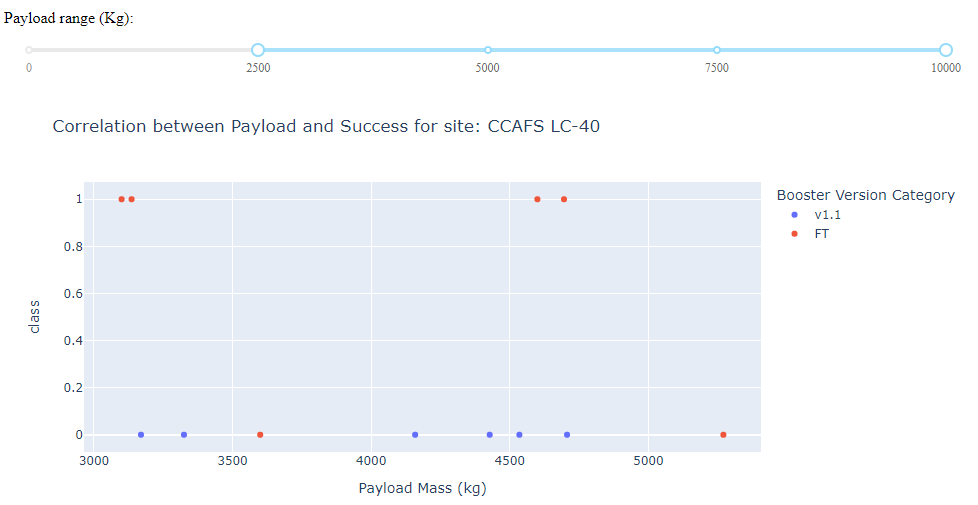 Payload range (Kg):
0 2500 5000 7500 10000
Correlation between Payload and Success for site: CCAFS LC-40
Booster Version Category
v1.1
FT
class
1
0.8
0.6
0.4
0.2
0
3000 3500 4000 4500 5000
Payload Mass (kg)